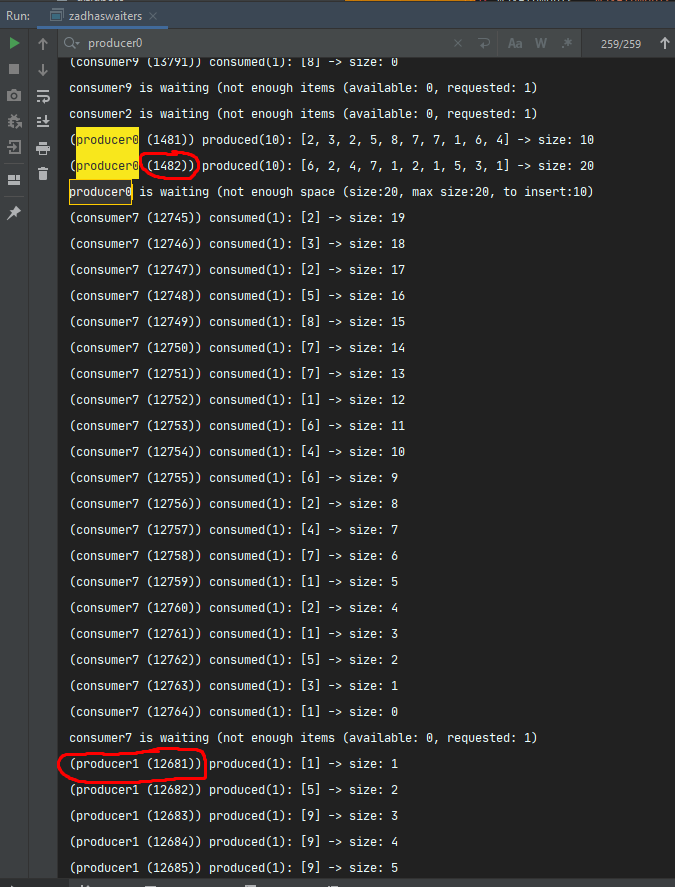 Run: zadhaswaiters ×
producer0 × Aa W .* 259/259
(consumer9 (13791)) consumed(1): [8] -> size: 0
consumer9 is waiting (not enough items (available: 0, requested: 1)
consumer2 is waiting (not enough items (available: 0, requested: 1)
(producer0 (1481)) produced(10): [2, 3, 2, 5, 8, 7, 7, 1, 6, 4] -> size: 10
(producer0 (1482)) produced(10): [6, 2, 4, 7, 1, 2, 1, 5, 3, 1] -> size: 20
producer0 is waiting (not enough space (size:20, max size:20, to insert:10)
(consumer7 (12745)) consumed(1): [2] -> size: 19
(consumer7 (12746)) consumed(1): [3] -> size: 18
(consumer7 (12747)) consumed(1): [2] -> size: 17
(consumer7 (12748)) consumed(1): [5] -> size: 16
(consumer7 (12749)) consumed(1): [8] -> size: 15
(consumer7 (12750)) consumed(1): [7] -> size: 14
(consumer7 (12751)) consumed(1): [7] -> size: 13
(consumer7 (12752)) consumed(1): [1] -> size: 12
(consumer7 (12753)) consumed(1): [6] -> size: 11
(consumer7 (12754)) consumed(1): [4] -> size: 10
(consumer7 (12755)) consumed(1): [6] -> size: 9
(consumer7 (12756)) consumed(1): [2] -> size: 8
(consumer7 (12757)) consumed(1): [4] -> size: 7
(consumer7 (12758)) consumed(1): [7] -> size: 6
(consumer7 (12759)) consumed(1): [1] -> size: 5
(consumer7 (12760)) consumed(1): [2] -> size: 4
(consumer7 (12761)) consumed(1): [1] -> size: 3
(consumer7 (12762)) consumed(1): [5] -> size: 2
(consumer7 (12763)) consumed(1): [3] -> size: 1
(consumer7 (12764)) consumed(1): [1] -> size: 0
consumer7 is waiting (not enough items (available: 0, requested: 1)
(producer1 (12681)) produced(1): [1] -> size: 1
(producer1 (12682)) produced(1): [5] -> size: 2
(producer1 (12683)) produced(1): [9] -> size: 3
(producer1 (12684)) produced(1): [9] -> size: 4
(producer1 (12685)) produced(1): [9] -> size: 5